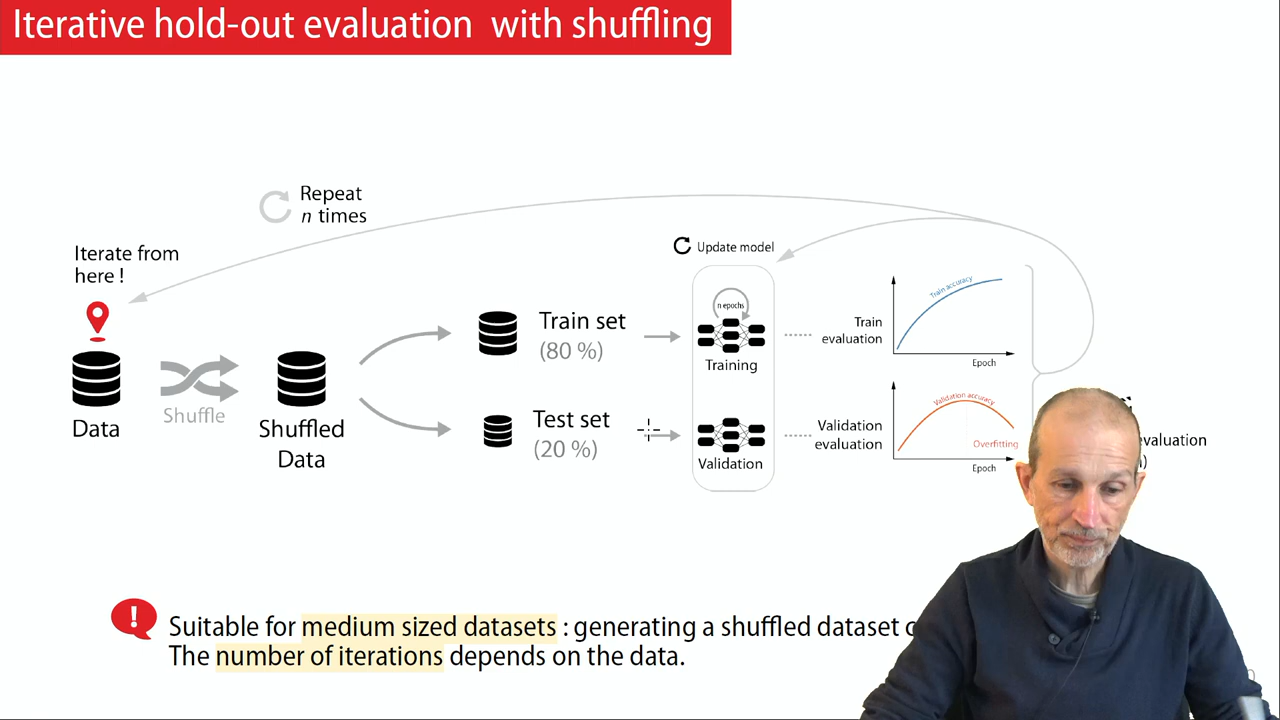 Iterative hold-out evaluation with shuffling
Repeat
n times
Iterate from
here !
Update model
n epochs
Train accuracy
Train set
(80 %)
Training
Train
evaluation
Epoch
Data
Shuffle
Shuffled
Data
Test set
(20 %)
Validation
Validation
evaluation
Validation accuracy
Overfitting
Epoch
evaluation
!
Suitable for medium sized datasets : generating a shuffled dataset
The number of iterations depends on the data.